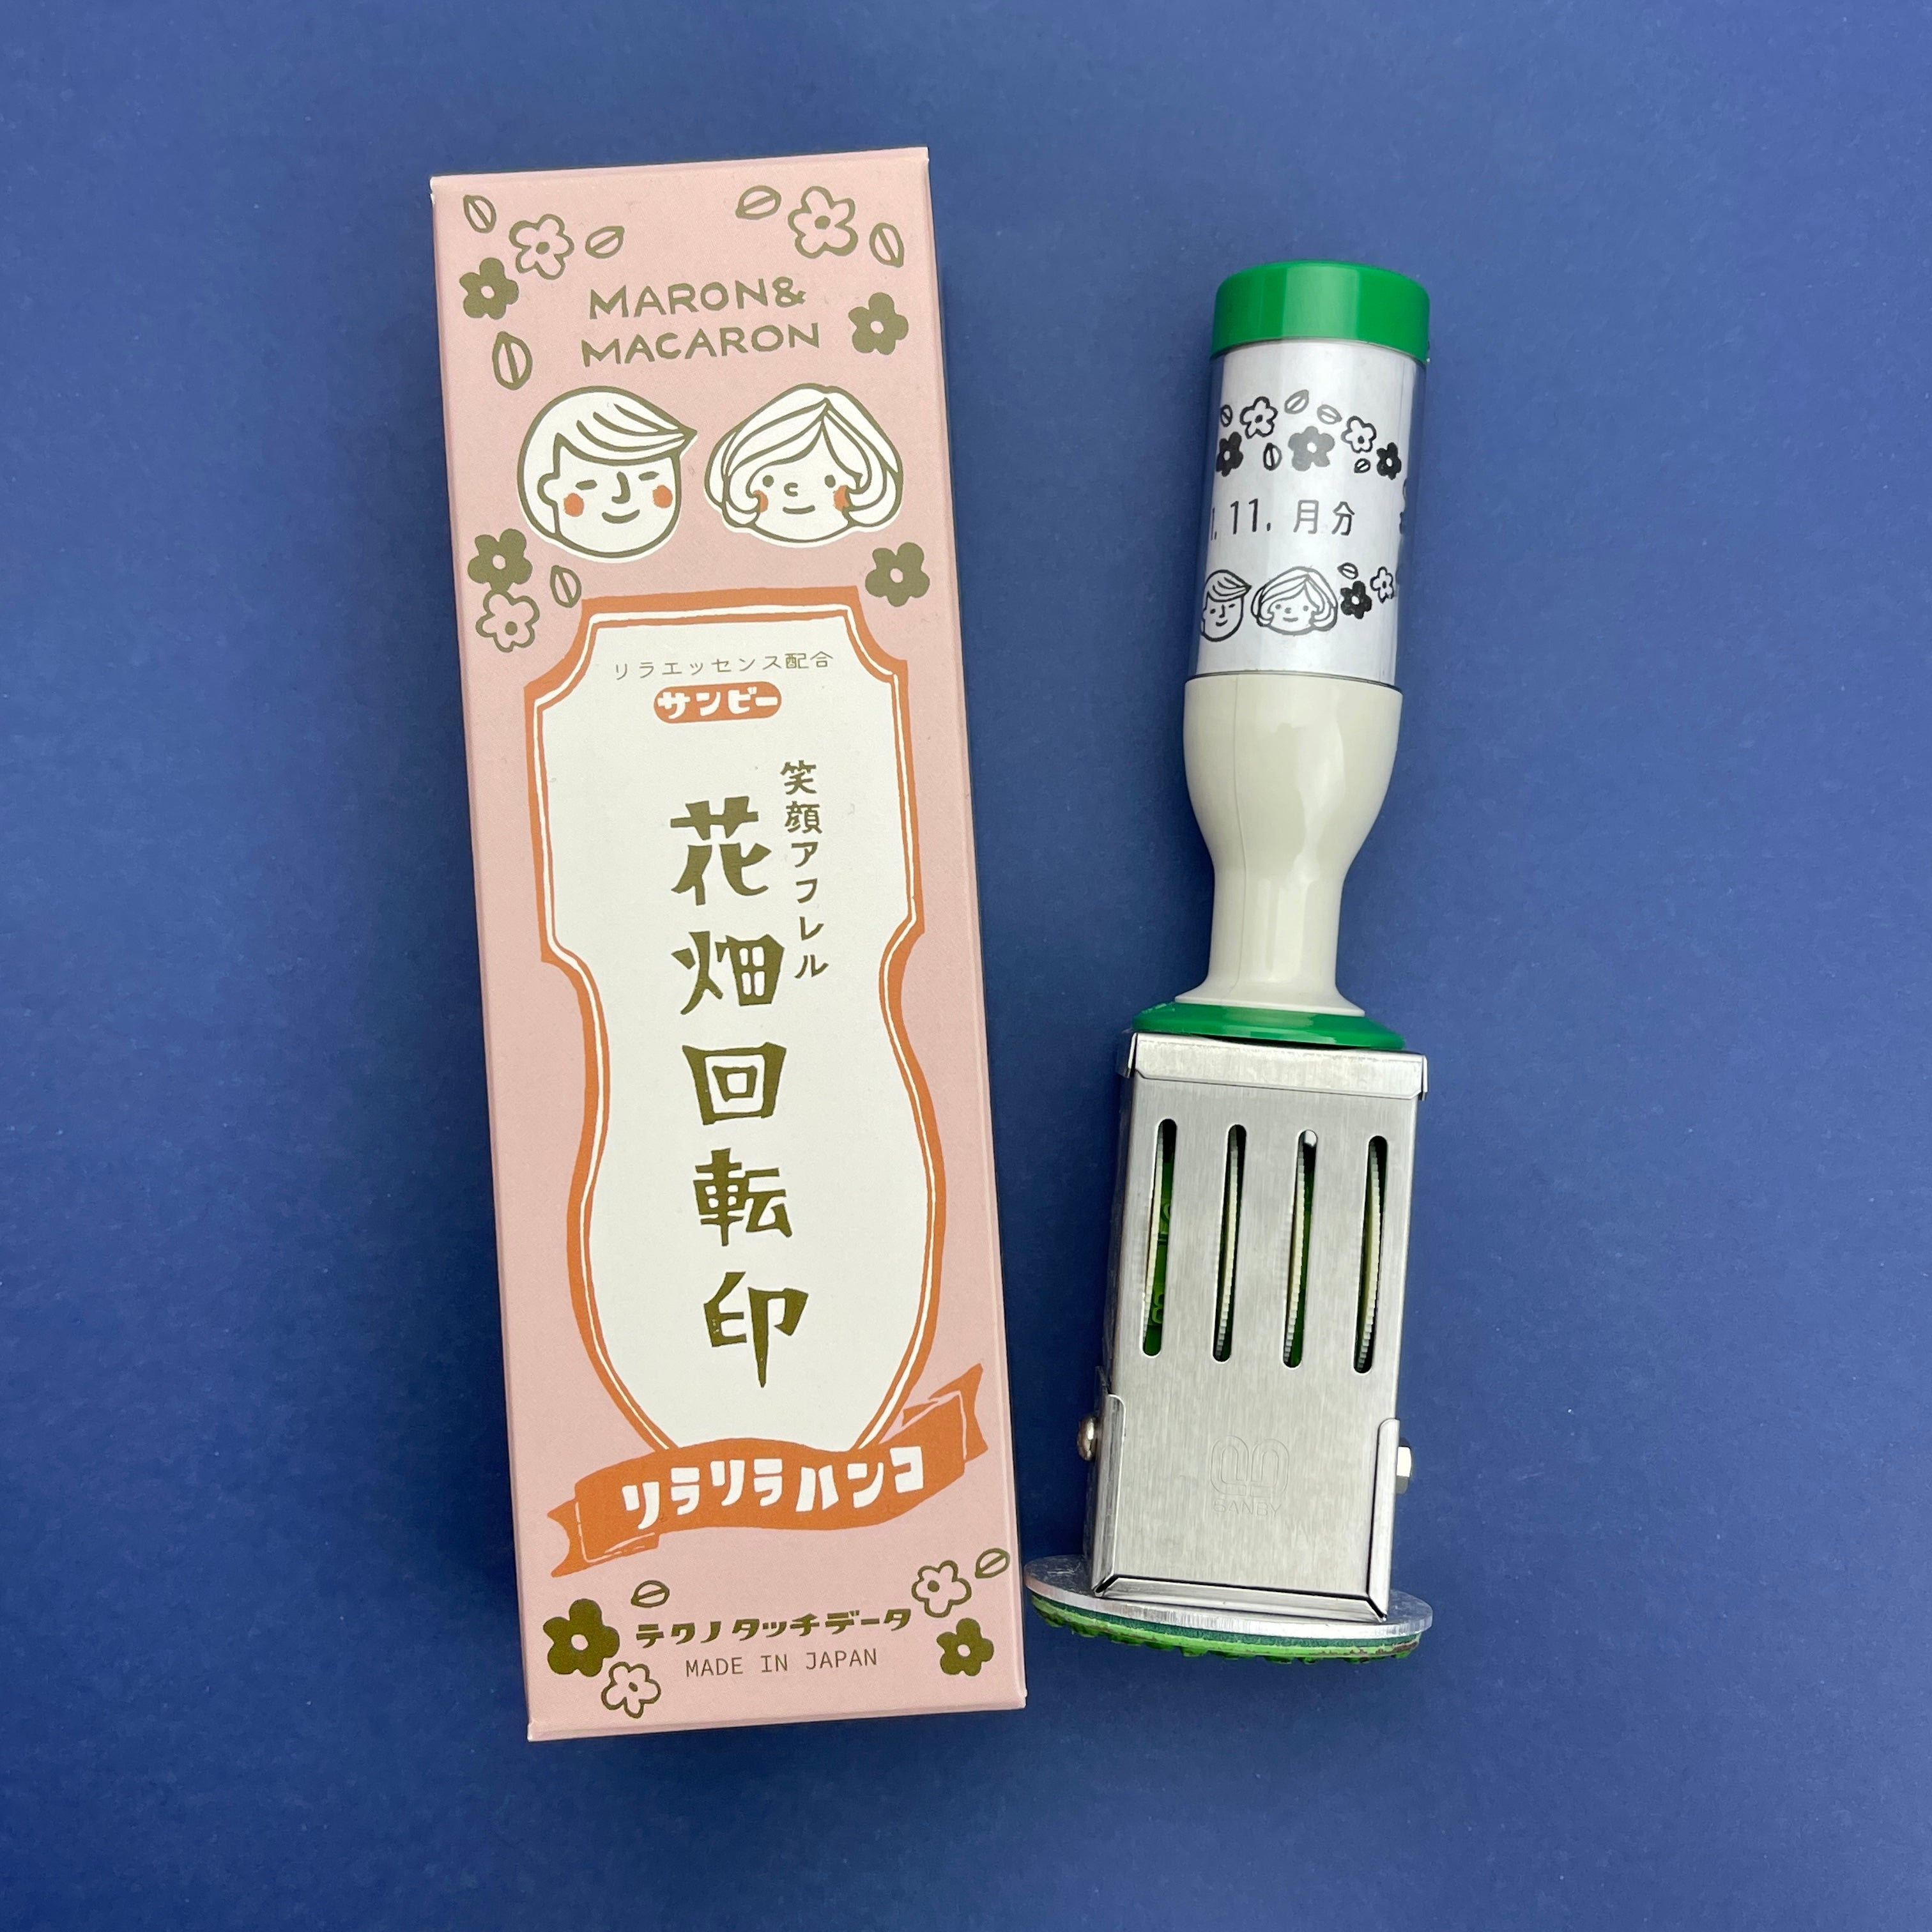 MARON&
MACARON
リラエッセンス配合
サンビー
笑顔アフレル
花畑回転印
リラリラハンコ
テクノタッチデータ
MADE IN JAPAN
11. 月分
SANBY